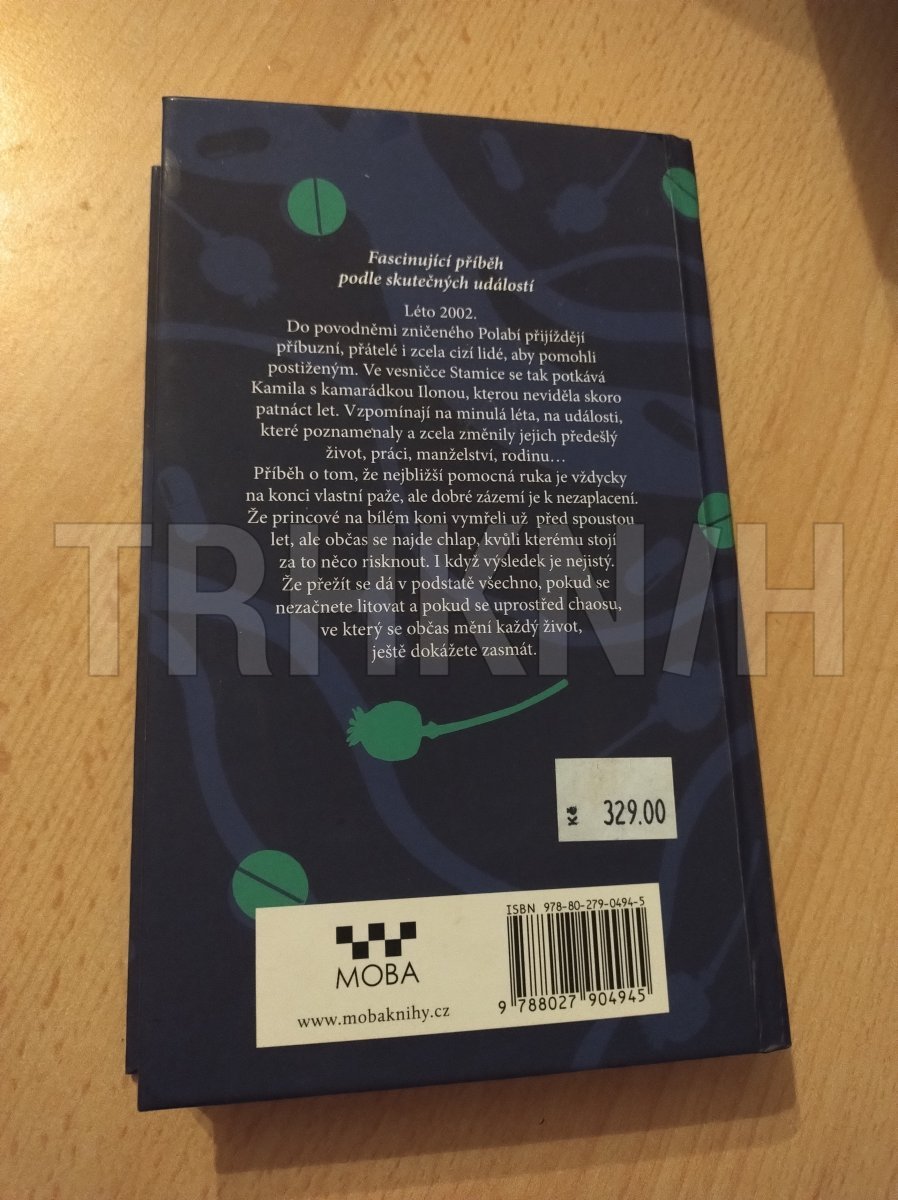 Fascinující příběh
podle skutečných událostí
Léto 2002.
Do povodněmi zničeného Polabí přijíždějí
příbuzní, přátelé i zcela cizí lidé, aby pomohli
postiženým. Ve vesničce Stamice se tak potkává
Kamila s kamarádkou Ilonou, kterou neviděla skoro
patnáct let. Vzpomínají na minulá léta, na události,
které poznamenaly a zcela změnily jejich předešlý
život, práci, manželství, rodinu...
Příběh o tom, že nejbližší pomocná ruka je vždycky
na konci vlastní paže, ale dobré zázemí je k nezaplacení.
Že princové na bílém koni vymřeli už před spoustou
let, ale občas se najde chlap, kvůli kterému stojí
za to něco risknout. I když výsledek je nejistý.
Že přežít se dá v podstatě všechno, pokud se
nezačnete litovat a pokud se uprostřed chaosu,
ve který se občas mění každý život,
ještě dokážete zasmát.
TRHKNIH
Kč 329.00
MOBA
www.mobaknihy.cz
ISBN 978-80-279-0494-5
9 788027 904945